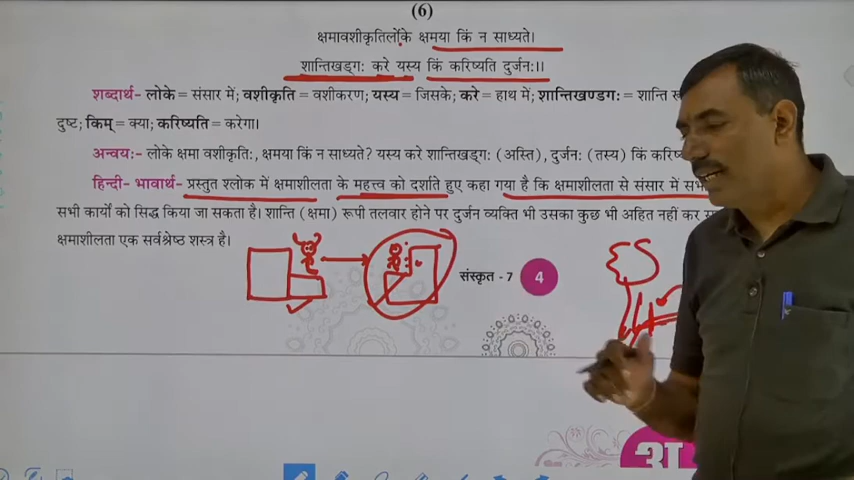 (6)
क्षमावशीकृतिर्लोके क्षमया किं न साध्यते।
शान्तिखड्गः करे यस्य किं करिष्यति दुर्जनः।।
शब्दार्थ- लोके = संसार में; वशीकृति = वशीकरण; यस्य = जिसके; करे = हाथ में; शान्तिखण्डगः = शान्ति
दुष्ट; किम् = क्या; करिष्यति = करेगा।
अन्वयः- लोके क्षमा वशीकृतिः, क्षमया किं न साध्यते? यस्य करे शान्तिखड्गः (अस्ति), दुर्जनः (तस्य) किं
हिन्दी- भावार्थ- प्रस्तुत श्लोक में क्षमाशीलता के महत्त्व को दर्शाते हुए कहा गया है कि क्षमाशीलता से संसार में
सभी कार्यों को सिद्ध किया जा सकता है। शान्ति (क्षमा) रूपी तलवार होने पर दुर्जन व्यक्ति भी उसका कुछ भी अहित नहीं कर
क्षमाशीलता एक सर्वश्रेष्ठ शस्त्र है।
संस्कृत - 7 4
अ